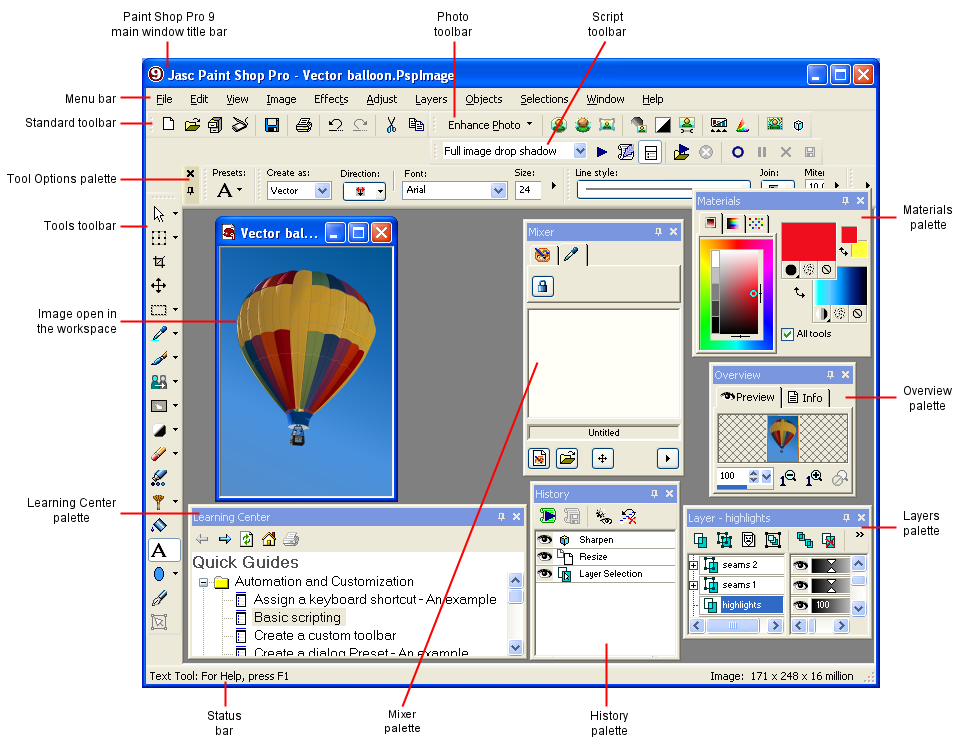 Paint Shop Pro 9
main window title bar
Photo
toolbar
Script
toolbar
9 Jasc Paint Shop Pro - Vector balloon.PspImage
Menu bar
File Edit View Image Effects Adjust Layers Objects Selections Window Help
Standard toolbar
Enhance Photo
Full image drop shadow
Tool Options palette
Presets: Create as: Direction: Font: Size: Line style: Join:
A Vector Arial 24
Materials
Materials
palette
Tools toolbar
Vector bal...
Mixer
Image open in
the workspace
All tools
Overview
Preview Info
Overview
palette
Untitled
100
Learning Center
palette
Learning Center
History
Layer - highlights
Layers
palette
Quick Guides
Automation and Customization
Assign a keyboard shortcut - An example
Basic scripting
Create a custom toolbar
Create a dialog Preset - An example
Sharpen
Resize
Layer Selection
seams 2
seams 1
highlights 100
A
Text Tool: For Help, press F1
Image: 171 x 248 x 16 million
Status
bar
Mixer
palette
History
palette